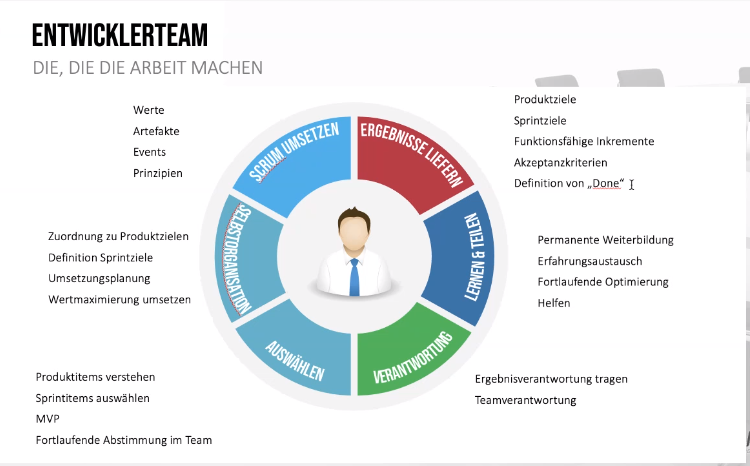 ENTWICKLERTEAM
DIE, DIE DIE ARBEIT MACHEN
Werte
Artefakte
Events
Prinzipien
SCRUM UMSETZEN
ERGEBNISSE LIEFERN
Produktziele
Sprintziele
Funktionsfähige Inkremente
Akzeptanzkriterien
Definition von „Done“
Zuordnung zu Produktzielen
Definition Sprintziele
Umsetzungsplanung
Wertmaximierung umsetzen
SELBSTORGANISATION
LERNEN & TEILEN
Permanente Weiterbildung
Erfahrungsaustausch
Fortlaufende Optimierung
Helfen
AUSWÄHLEN
VERANTWORTUNG
Produktitems verstehen
Sprintitems auswählen
MVP
Fortlaufende Abstimmung im Team
Ergebnisverantwortung tragen
Teamverantwortung